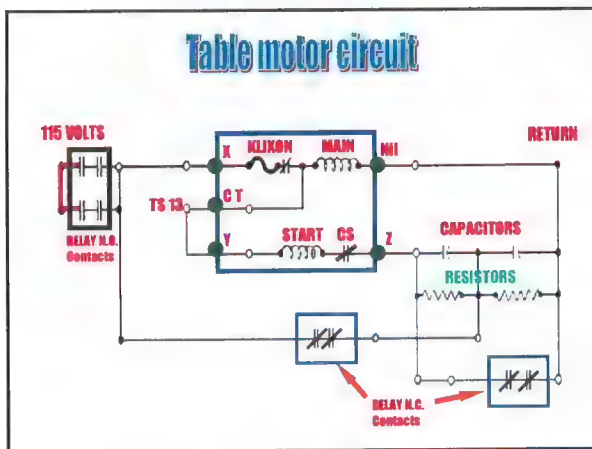 Table motor circuit
115 VOLTS
RETURN
X
KLIXON
MAIN
NH
TS 13
C T
Y
START
CS
Z
CAPACITORS
RESISTORS
RELAY N.O.
Contacts
RELAY N.C.
Contacts